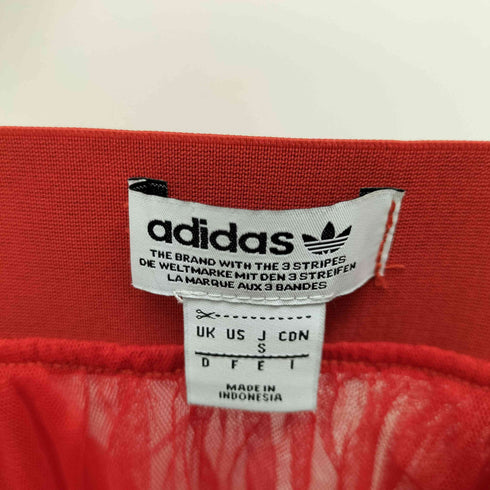 adidas
THE BRAND WITH THE 3 STRIPES
DIE WELTMARKE MIT DEN 3 STREIFEN
LA MARQUE AUX 3 BANDES
UK US J CDN
S
D F E I
MADE IN
INDONESIA